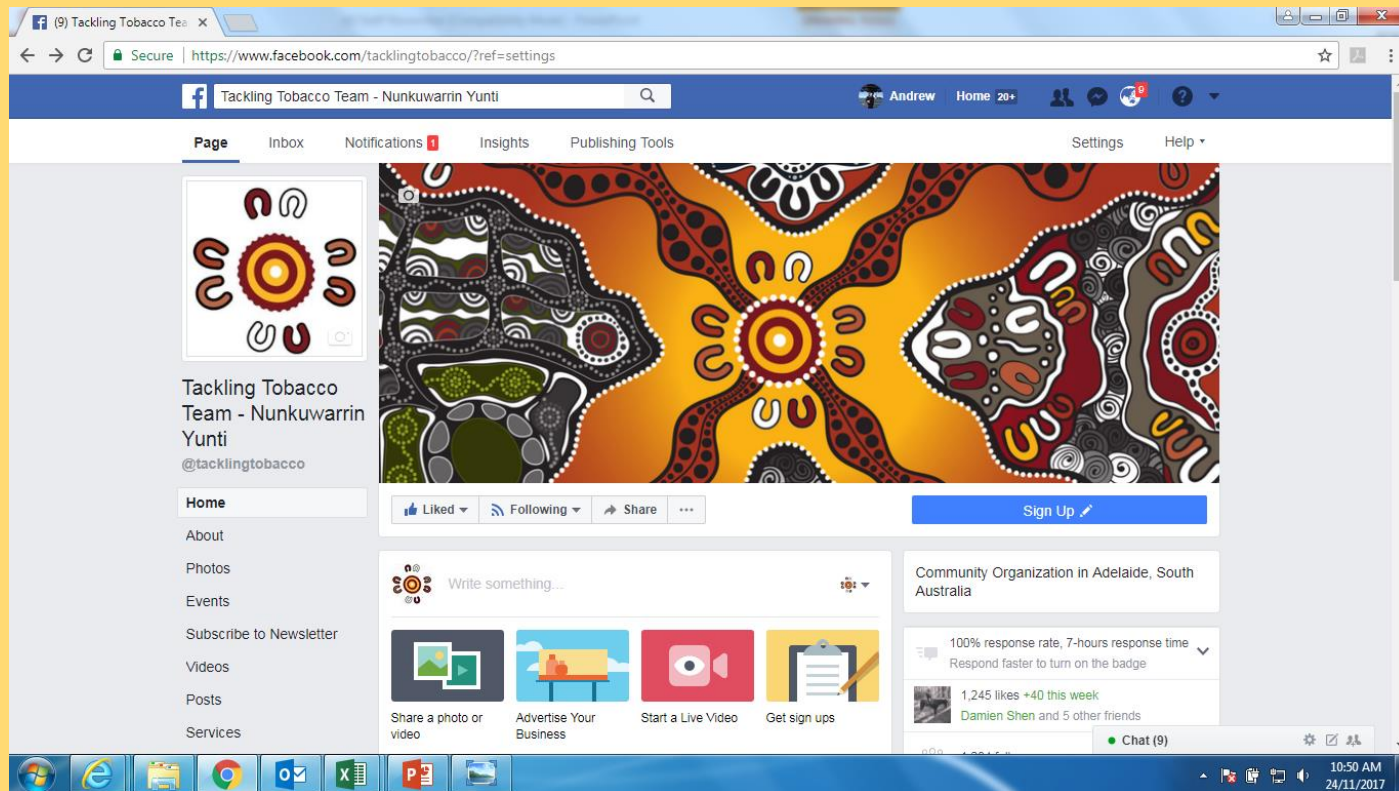 (9) Tackling Tobacco Tea
Secure https://www.facebook.com/tacklingtobacco/?ref=settings
Tackling Tobacco Team - Nunkuwarrin Yunti
Andrew Home 20+
9
Page Inbox Notifications 1 Insights Publishing Tools Settings Help
Tackling Tobacco
Team - Nunkuwarrin
Yunti
@tacklingtobacco
Home
About
Photos
Events
Subscribe to Newsletter
Videos
Posts
Services
Liked Following Share ...
Sign Up
Write something...
Share a photo or
video
Advertise Your
Business
Start a Live Video
Get sign ups
Community Organization in Adelaide, South
Australia
100% response rate, 7-hours response time
Respond faster to turn on the badge
1,245 likes +40 this week
Damien Shen and 5 other friends
Chat (9)
10:50 AM
24/11/2017